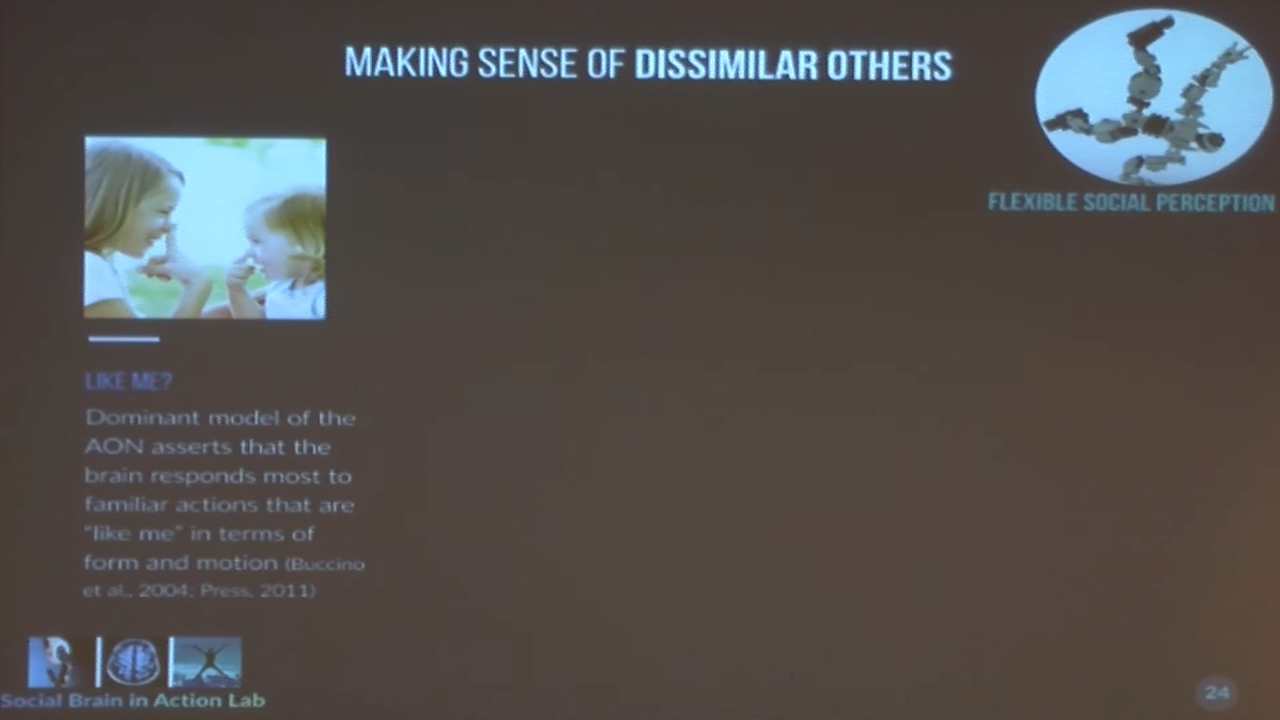 MAKING SENSE OF DISSIMILAR OTHERS
FLEXIBLE SOCIAL PERCEPTION
LIKE ME?
Dominant model of the
AON asserts that the
brain responds most to
familiar actions that are
"like me" in terms of
form and motion (Buccino
et al., 2004; Press, 2011)
Social Brain in Action Lab
24